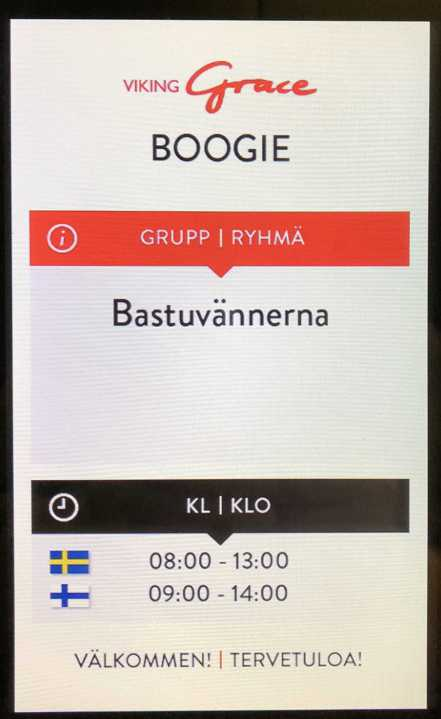 VIKING Grace
BOOGIE
i GRUPP | RYHMÄ
Bastuvännerna
KL | KLO
08:00 - 13:00
09:00 - 14:00
VÄLKOMMEN! | TERVETULOA!